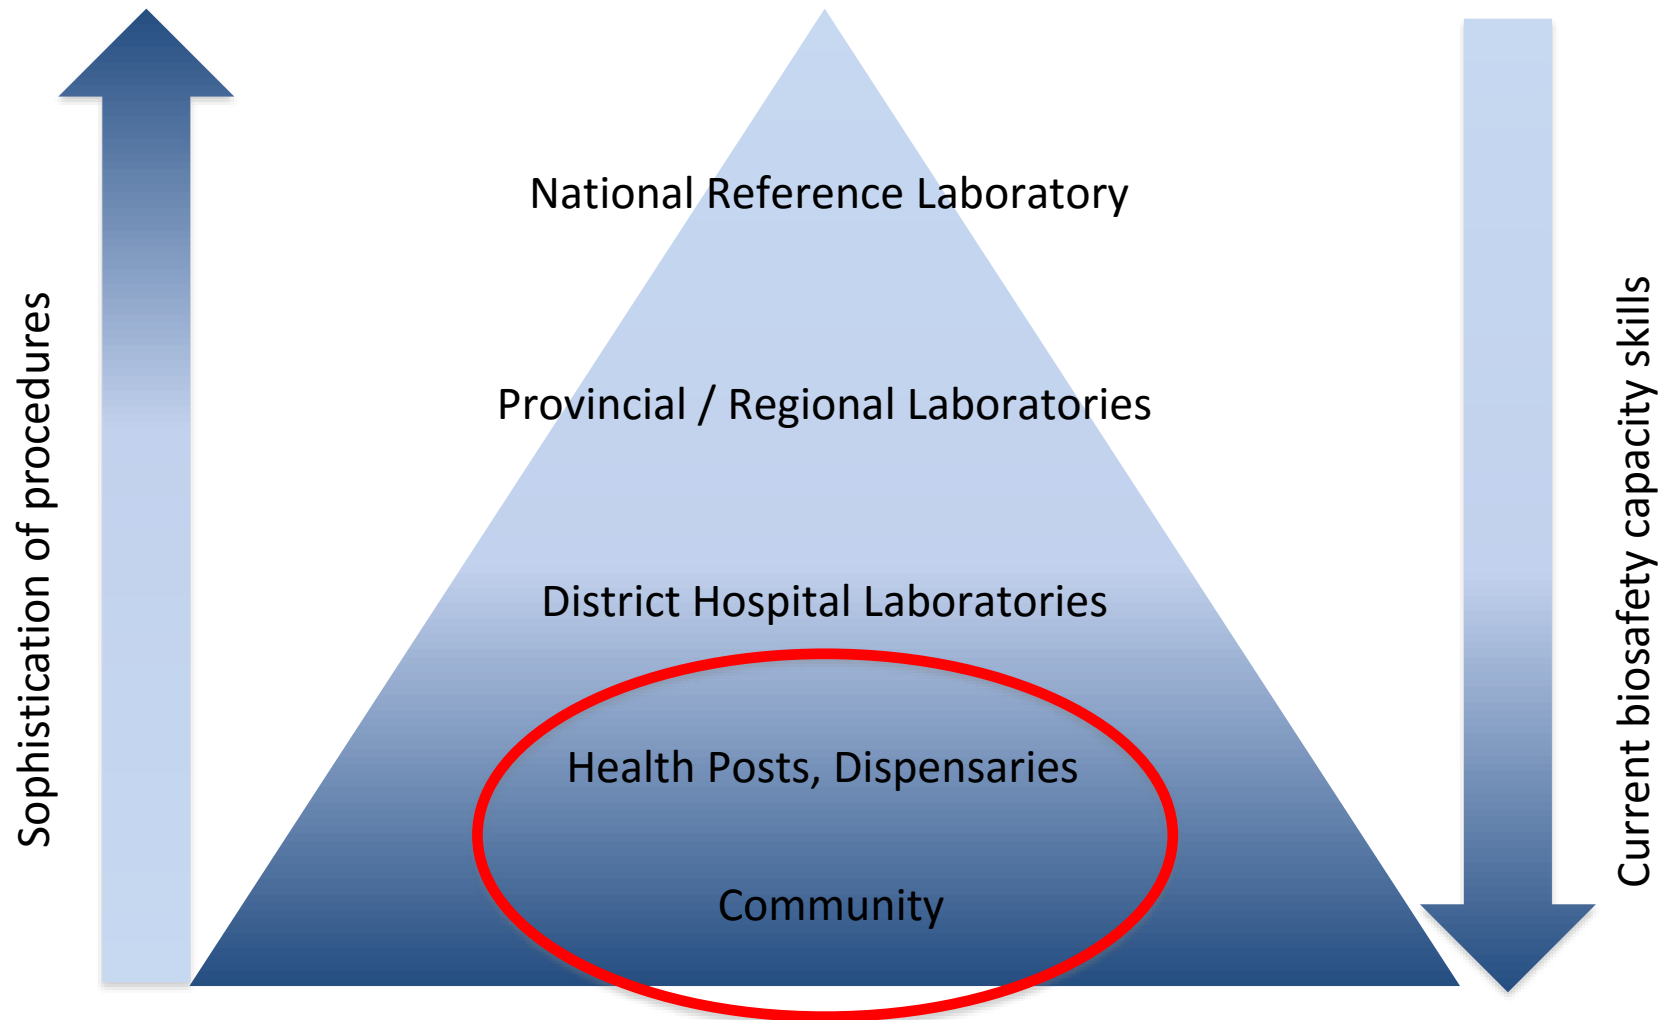 National Reference Laboratory
Provincial / Regional Laboratories
District Hospital Laboratories
Health Posts, Dispensaries
Community
Sophistication of procedures
Current biosafety capacity skills